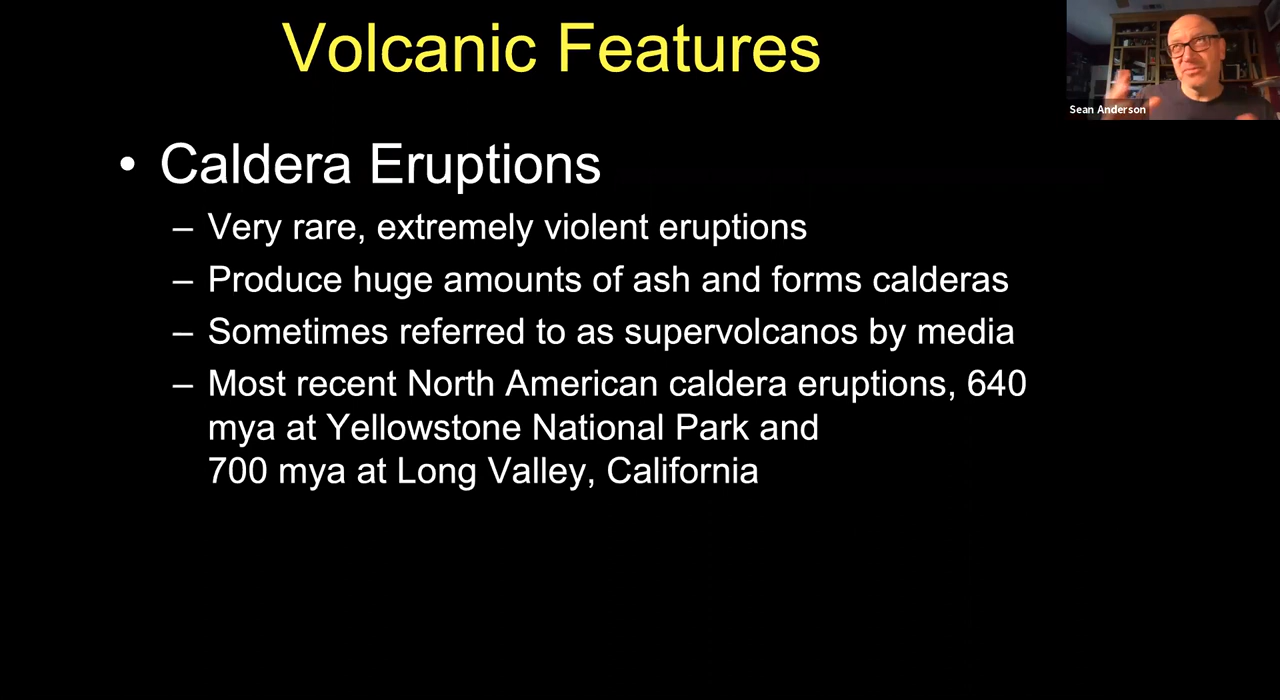 Volcanic Features
Sean Anderson
• Caldera Eruptions
– Very rare, extremely violent eruptions
– Produce huge amounts of ash and forms calderas
– Sometimes referred to as supervolcanos by media
– Most recent North American caldera eruptions, 640
mya at Yellowstone National Park and
700 mya at Long Valley, California